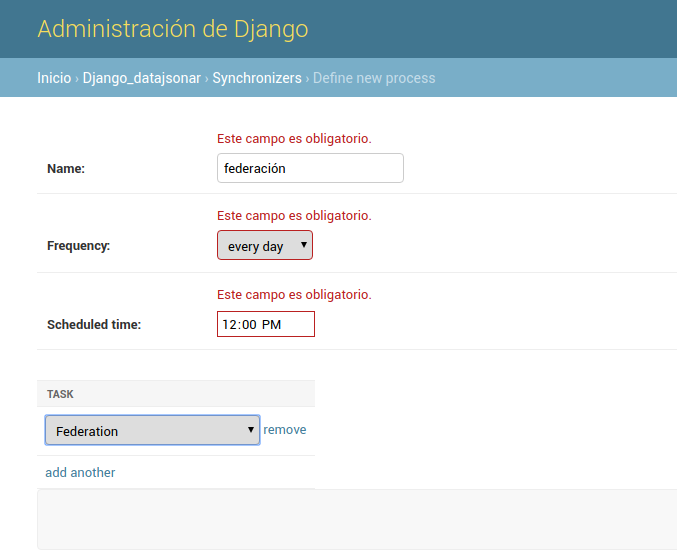 Administración de Django
Inicio › Django_datajsonar › Synchronizers › Define new process
Este campo es obligatorio.
Name: federación
Este campo es obligatorio.
Frequency: every day
Este campo es obligatorio.
Scheduled time: 12:00 PM
TASK
Federation remove
add another